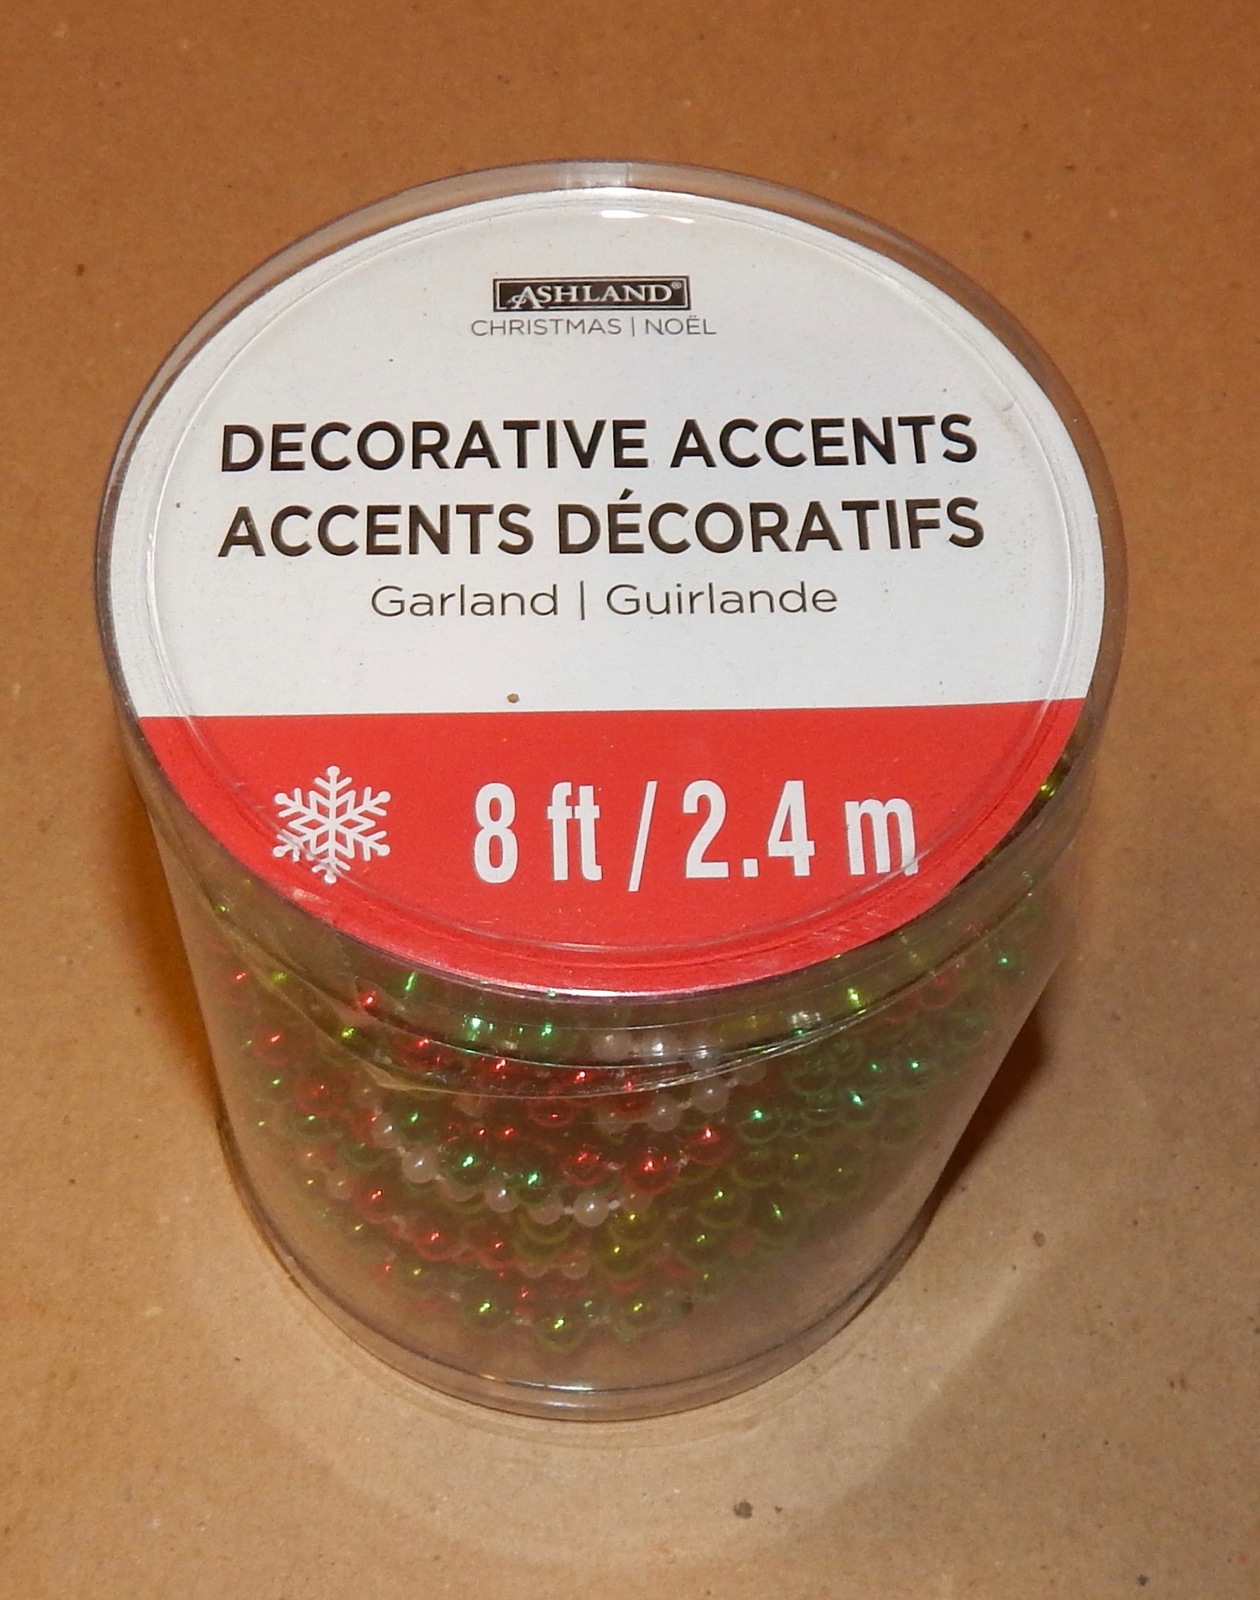 ASHLAND®
CHRISTMAS | NOËL
DECORATIVE ACCENTS
ACCENTS DÉCORATIFS
Garland | Guirlande
8 ft / 2.4 m